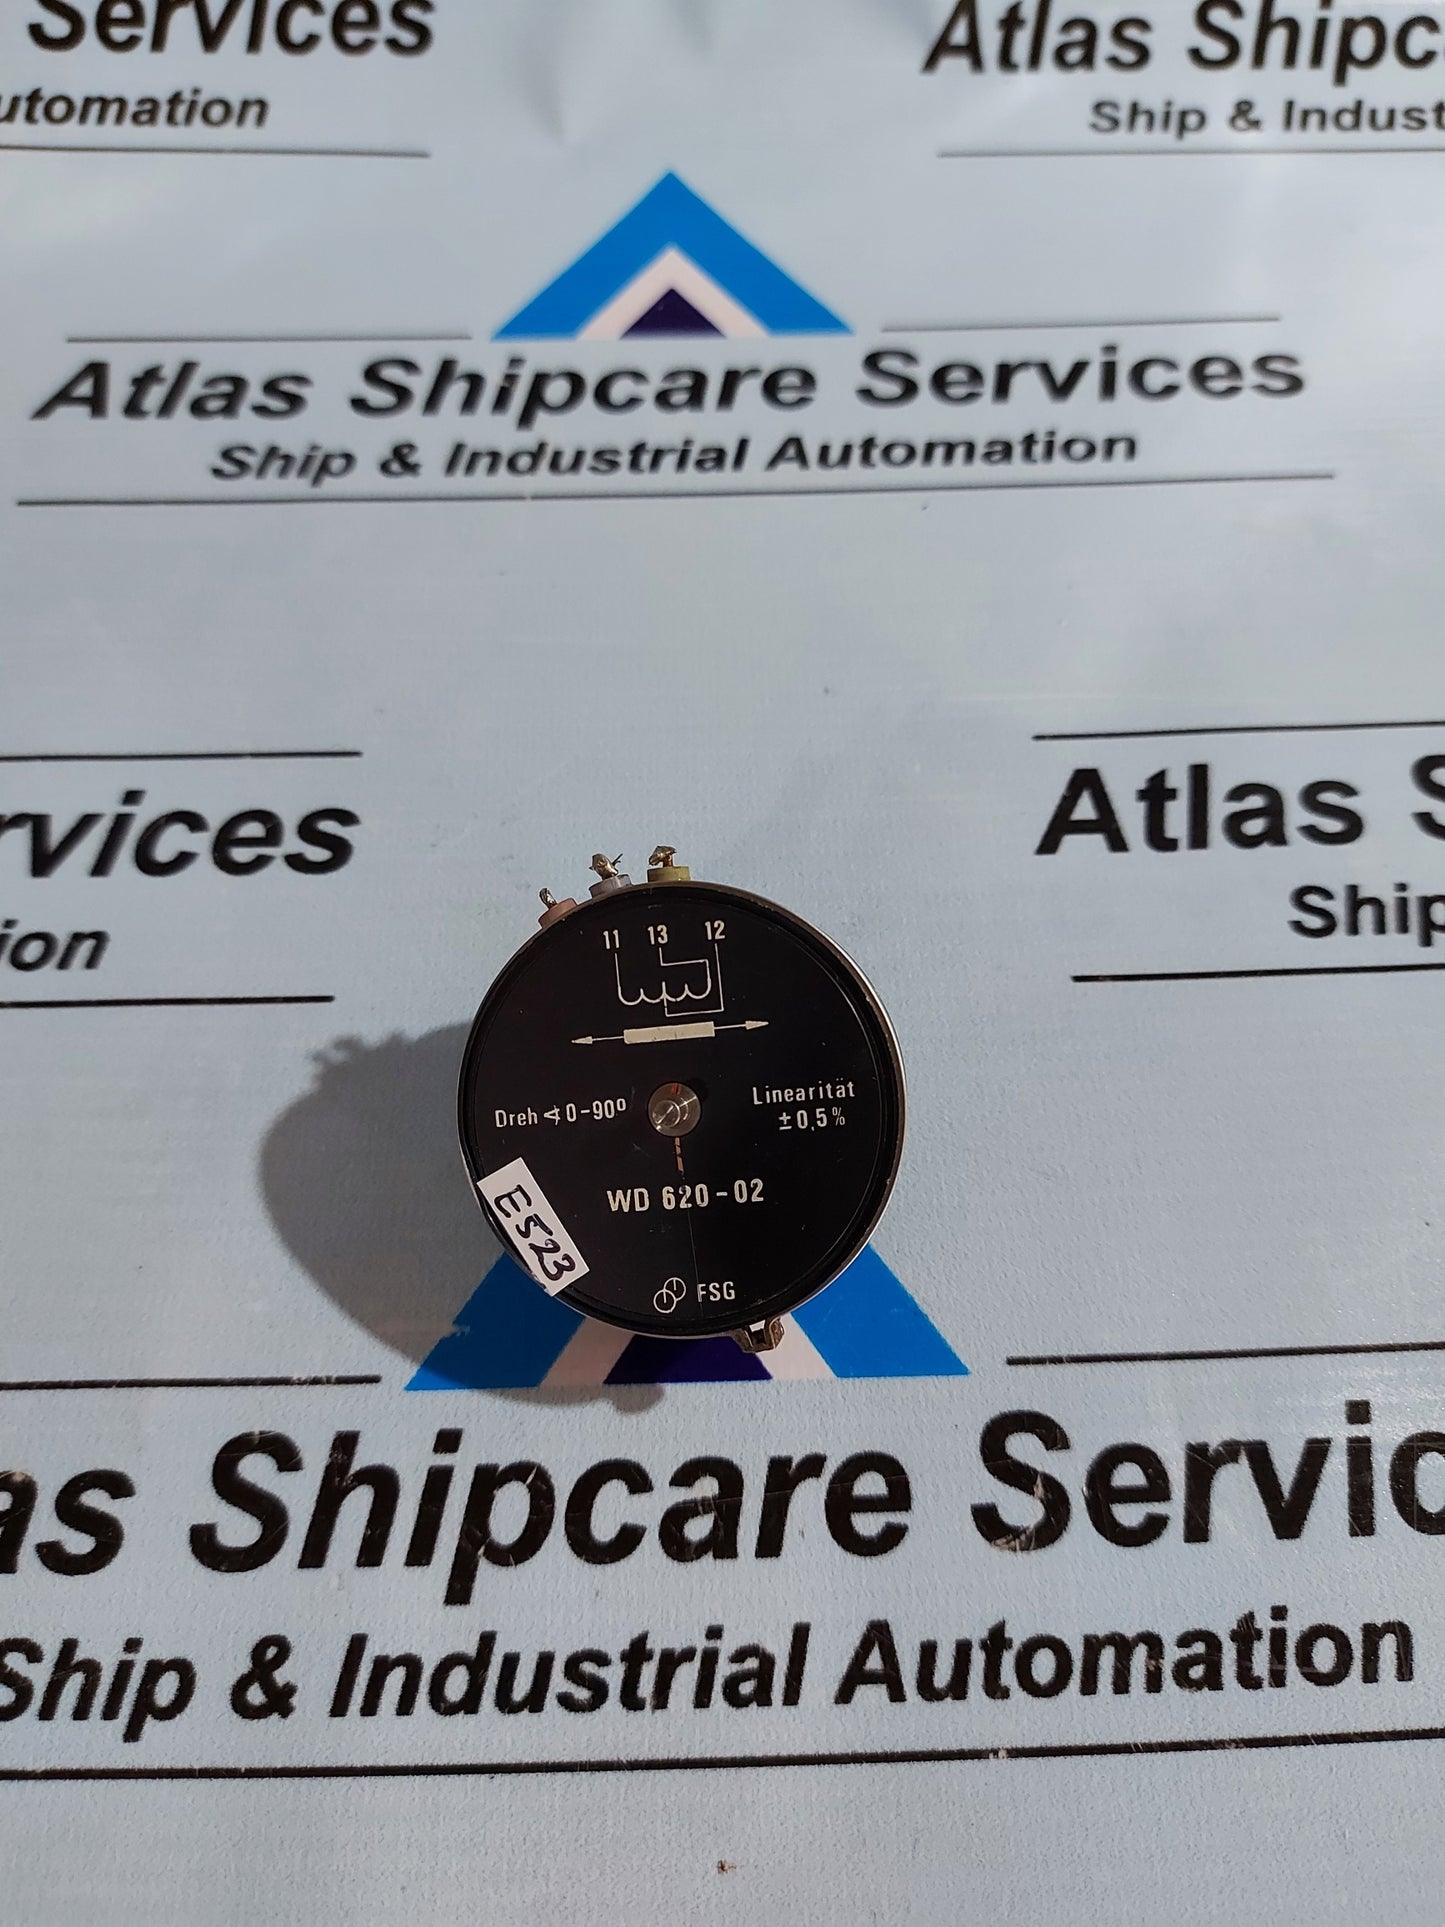 Services
Atlas Shipc
utomation
Ship & Indust
Atlas Shipcare Services
Ship & Industrial Automation
rvices
Atlas S
Ship
ion
11 13 12
Dreh ∢ 0-90°
Linearität
±0,5%
WD 620-02
E523
FSG
as Shipcare Servic
Ship & Industrial Automation